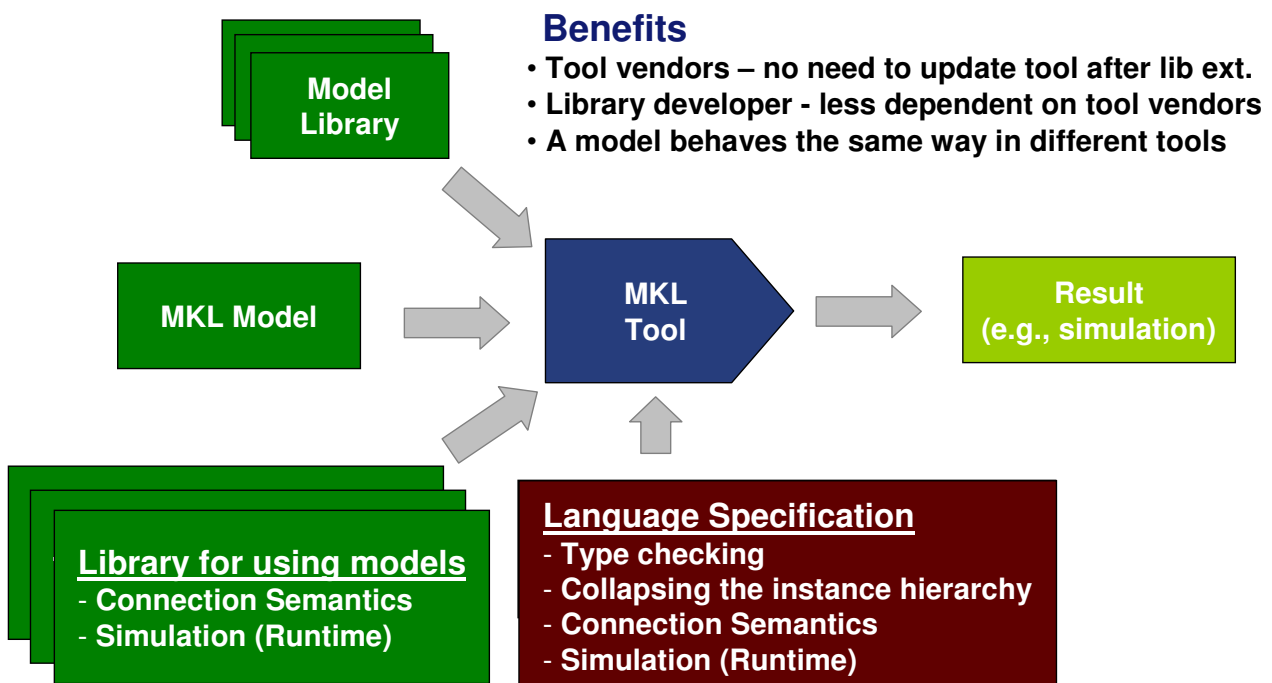 Benefits
• Tool vendors – no need to update tool after lib ext.
• Library developer - less dependent on tool vendors
• A model behaves the same way in different tools
Model
Library
MKL Model
MKL
Tool
Result
(e.g., simulation)
Library for using models
- Connection Semantics
- Simulation (Runtime)
Language Specification
- Type checking
- Collapsing the instance hierarchy
- Connection Semantics
- Simulation (Runtime)